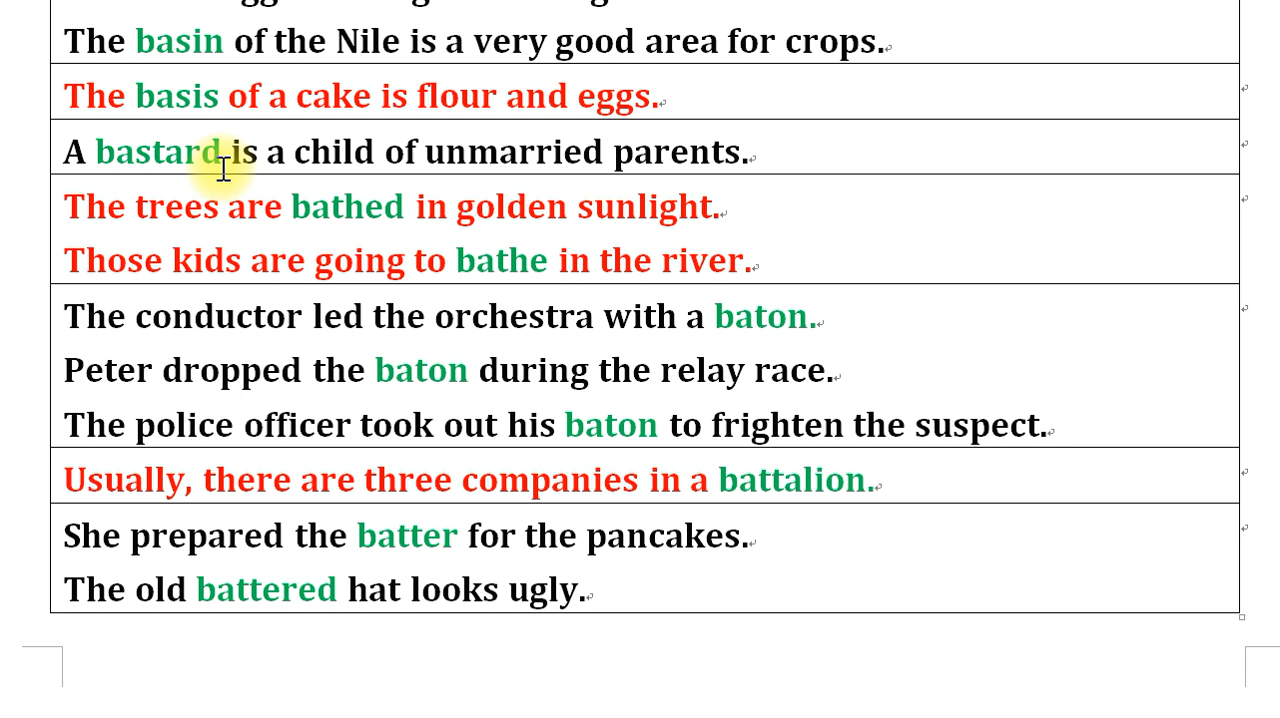 The basin of the Nile is a very good area for crops.
The basis of a cake is flour and eggs.
A bastard is a child of unmarried parents.
The trees are bathed in golden sunlight.
Those kids are going to bathe in the river.
The conductor led the orchestra with a baton.
Peter dropped the baton during the relay race.
The police officer took out his baton to frighten the suspect.
Usually, there are three companies in a battalion.
She prepared the batter for the pancakes.
The old battered hat looks ugly.